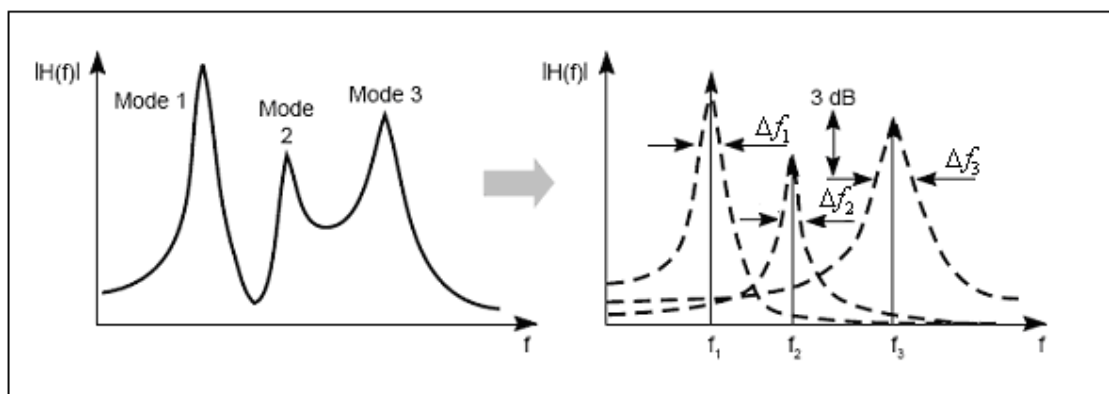 |H(f)|
Mode 1
Mode
2
Mode 3
f
|H(f)|
3 dB
Δf₁
Δf₂
Δf₃
f₁
f₂
f₃
f